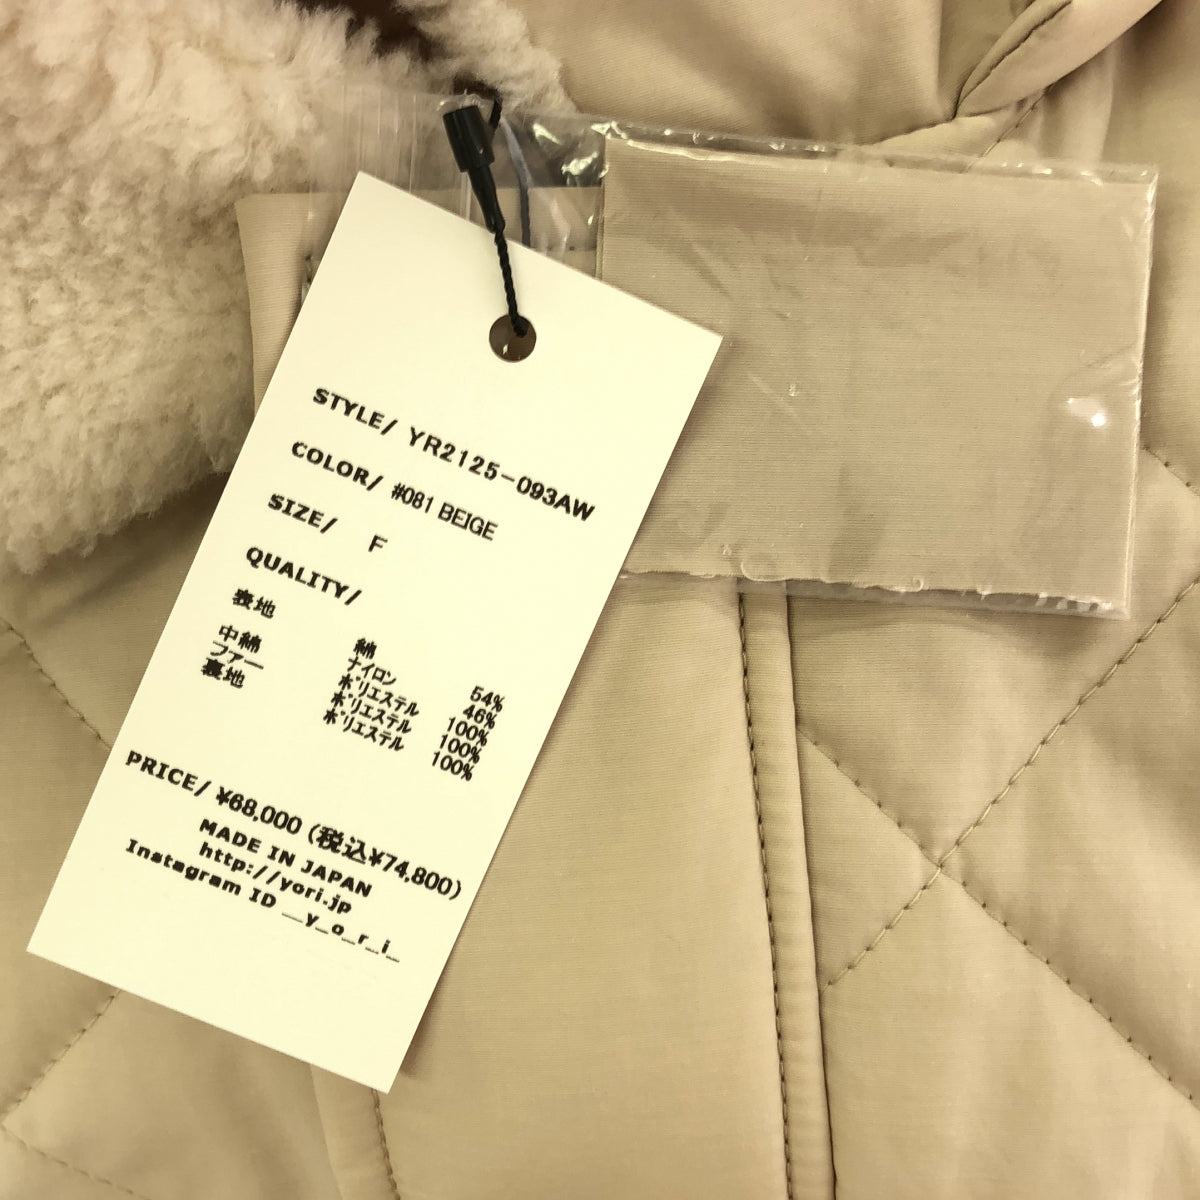 STYLE/ YR2125-093AW
COLOR/ #081 BEIGE
SIZE/ F
QUALITY/
表地 綿 54%
ナイロン 46%
中綿 ポリエステル 100%
ファー ポリエステル 100%
裏地 ポリエステル 100%
PRICE/ ¥68,000 (税込¥74,800)
MADE IN JAPAN
http://yori.jp
Instagram ID __y_o_r_i_